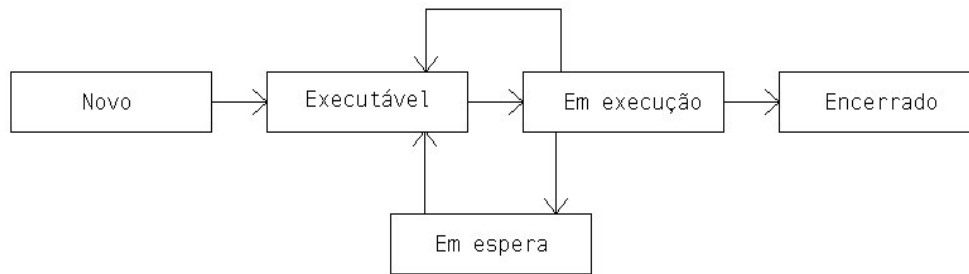 Novo
Executável
Em execução
Encerrado
Em espera